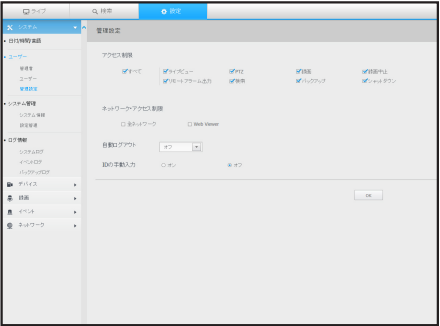 ライブ
検索
設定
システム
日付/時間/言語
ユーザー
管理者
ユーザー
管理設定
システム管理
システム情報
設定管理
ログ情報
システムログ
イベントログ
バックアップログ
デバイス
録画
イベント
ネットワーク
管理設定
アクセス制限
すべて ライブビュー PTZ 録画 録画中止
リモートアラーム出力 検索 バックアップ シャットダウン
ネットワークアクセス制限
全ネットワーク Web Viewer
自動ログアウト オフ
IDの手動入力 オン オフ
OK